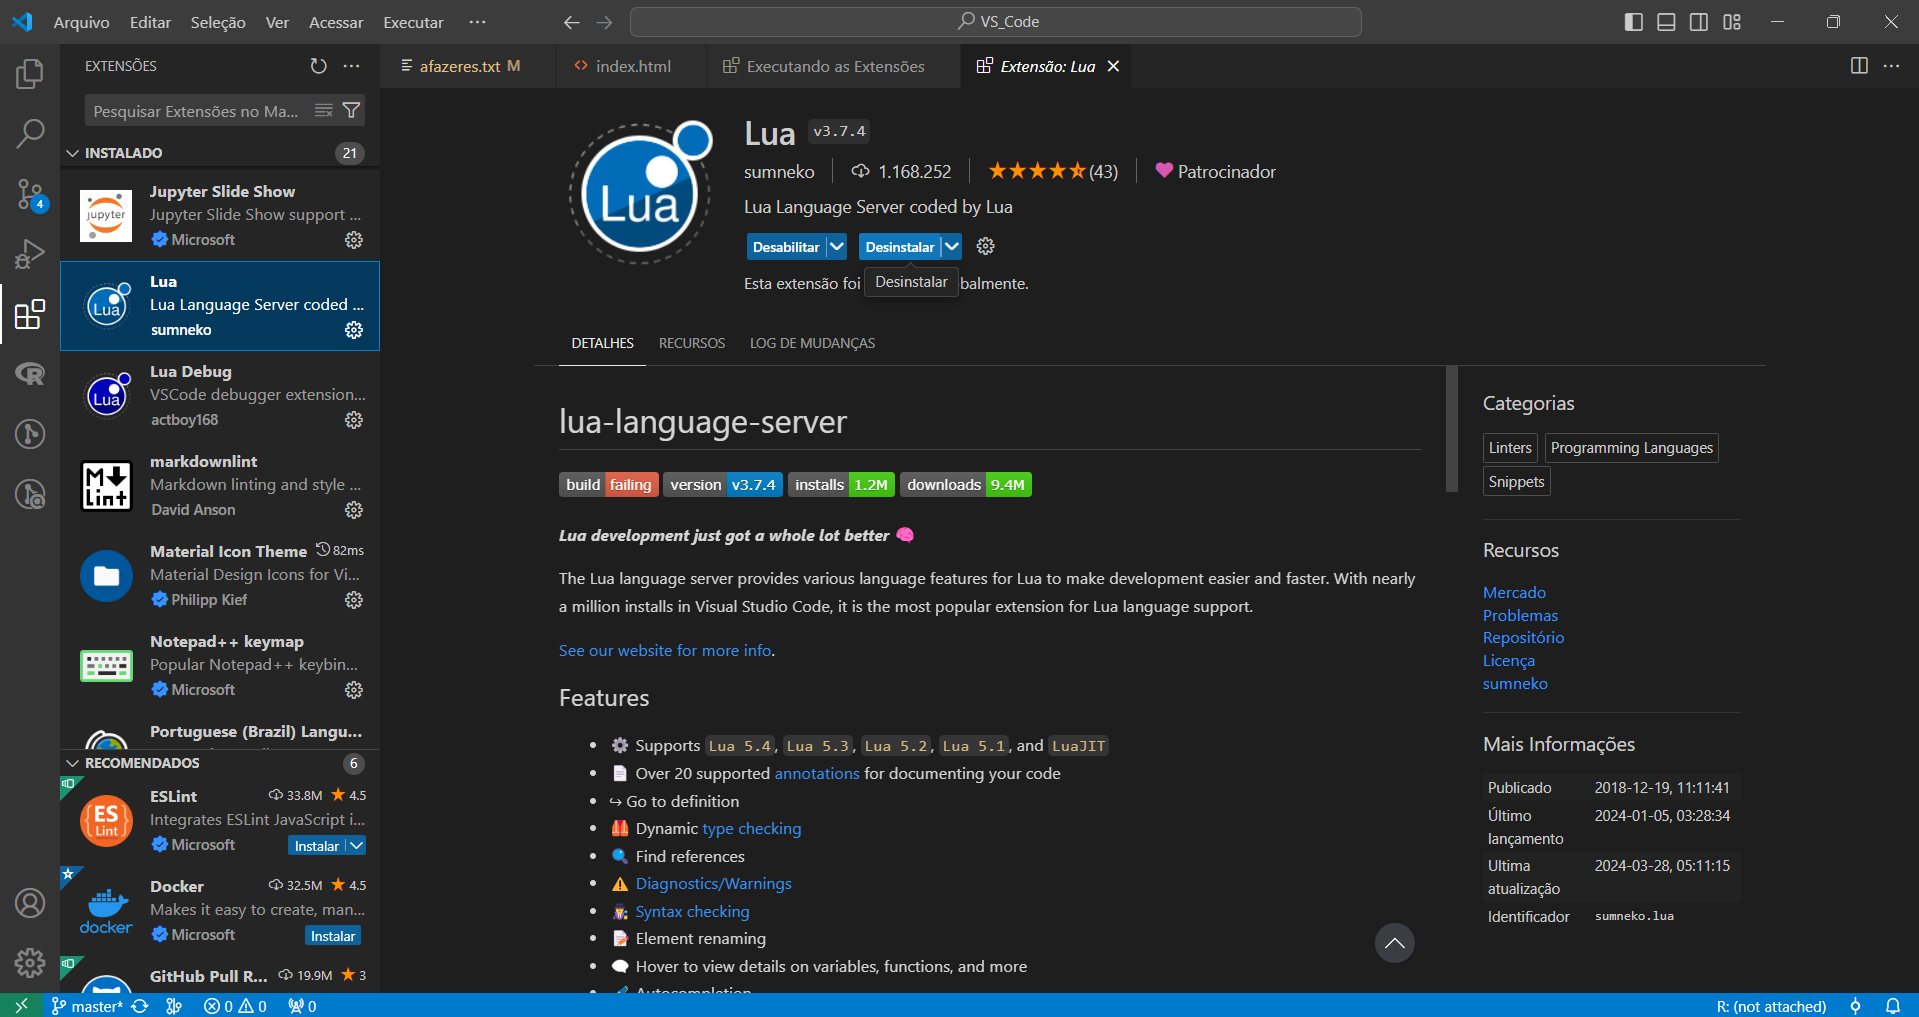 Arquivo Editar Seleção Ver Acessar Executar ···
VS_Code
EXTENSÕES
Pesquisar Extensões no Ma...
INSTALADO 21
Jupyter Slide Show
Jupyter Slide Show support ...
Microsoft
jupyter
4
Lua
Lua Language Server coded ...
sumneko
Lua
Lua Debug
VSCode debugger extension...
actboy168
Lua
markdownlint
Markdown linting and style ...
David Anson
M
Lint
Material Icon Theme 82ms
Material Design Icons for Vi...
Philipp Kief
Notepad++ keymap
Popular Notepad++ keybin...
Microsoft
Portuguese (Brazil) Langu...
RECOMENDADOS 6
ESLint 33.8M 4.5
Integrates ESLint JavaScript i...
Microsoft Instalar
{ES}
Lint
Docker 32.5M 4.5
Makes it easy to create, man...
Microsoft Instalar
docker
GitHub Pull R... 19.9M 3
afazeres.txt M
index.html
Executando as Extensões
Extensão: Lua
Lua
Lua v3.7.4
sumneko 1.168.252 (43) Patrocinador
Lua Language Server coded by Lua
Desabilitar Desinstalar
Esta extensão foi balmente.
Desinstalar
DETALHES RECURSOS LOG DE MUDANÇAS
lua-language-server
build failing version v3.7.4 installs 1.2M downloads 9.4M
Lua development just got a whole lot better 🧠
The Lua language server provides various language features for Lua to make development easier and faster. With nearly
a million installs in Visual Studio Code, it is the most popular extension for Lua language support.
See our website for more info.
Features
• ⚙️ Supports Lua 5.4, Lua 5.3, Lua 5.2, Lua 5.1, and LuaJIT
• 📄 Over 20 supported annotations for documenting your code
• ↪ Go to definition
• 🦺 Dynamic type checking
• 🔍 Find references
• ⚠️ Diagnostics/Warnings
• 🕵️ Syntax checking
• 📝 Element renaming
• 🗨️ Hover to view details on variables, functions, and more
• Autocompletion
Categorias
Linters Programming Languages
Snippets
Recursos
Mercado
Problemas
Repositório
Licença
sumneko
Mais Informações
Publicado 2018-12-19, 11:11:41
Último 2024-01-05, 03:28:34
lançamento
Ultima 2024-03-28, 05:11:15
atualização
Identificador sumneko.lua
master* 0 0 0 R: (not attached)